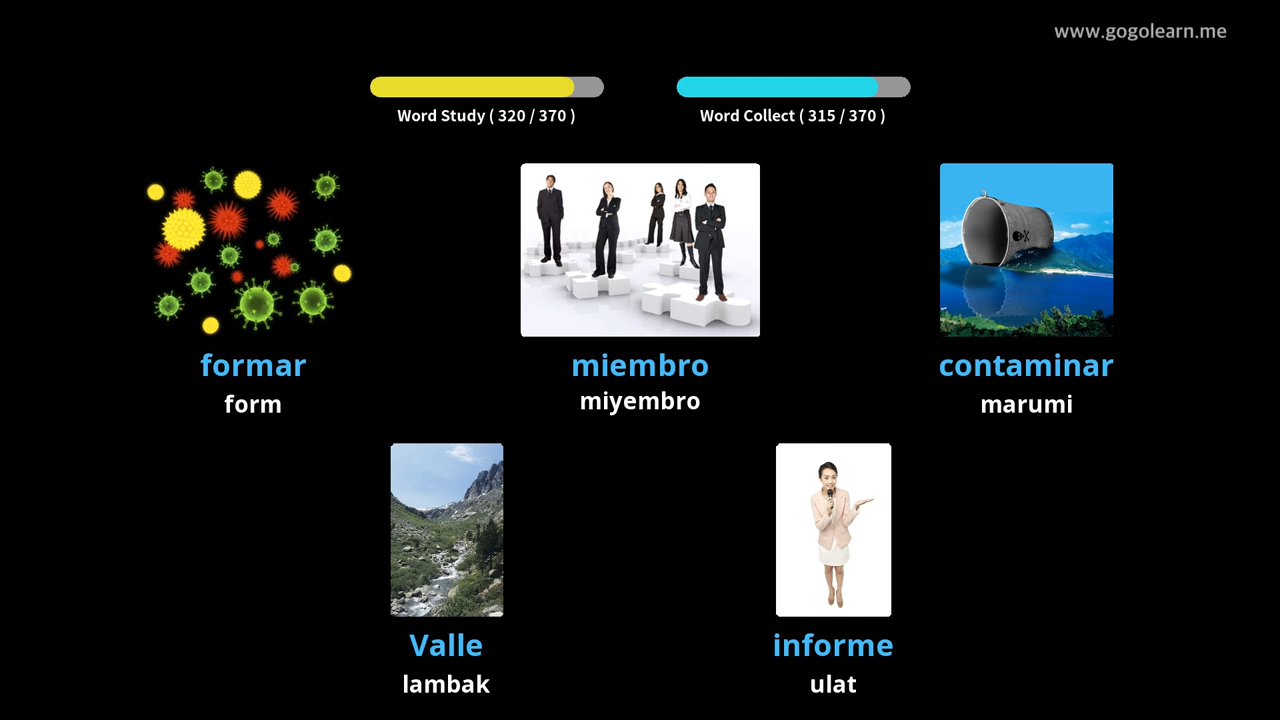 www.gogolearn.me
Word Study ( 320 / 370 )
Word Collect ( 315 / 370 )
formar
form
miembro
miyembro
contaminar
marumi
Valle
lambak
informe
ulat